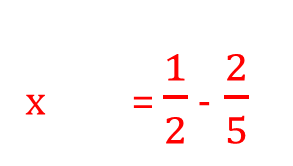 x = 1/2 - 2/5